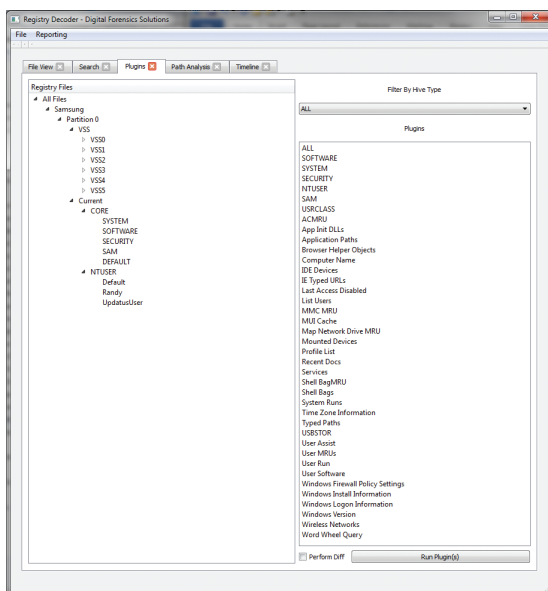 Registry Decoder - Digital Forensics Solutions
File Reporting
File View Search Plugins Path Analysis Timeline
Registry Files
All Files
Samsung
Partition 0
VSS
VSS0
VSS1
VSS2
VSS3
VSS4
VSS5
Current
CORE
SYSTEM
SOFTWARE
SECURITY
SAM
DEFAULT
NTUSER
Default
Randy
UpdatusUser
Filter By Hive Type
ALL
Plugins
ALL
SOFTWARE
SYSTEM
SECURITY
NTUSER
SAM
USRCLASS
ACMRU
App Init DLLs
Application Paths
Browser Helper Objects
Computer Name
IDE Devices
IE Typed URLs
Last Access Disabled
List Users
MMC MRU
MUI Cache
Map Network Drive MRU
Mounted Devices
Profile List
Recent Docs
Services
Shell BagMRU
Shell Bags
System Runs
Time Zone Information
Typed Paths
USBSTOR
User Assist
User MRUs
User Run
User Software
Windows Firewall Policy Settings
Windows Install Information
Windows Logon Information
Windows Version
Wireless Networks
Word Wheel Query
Perform Diff Run Plugin(s)